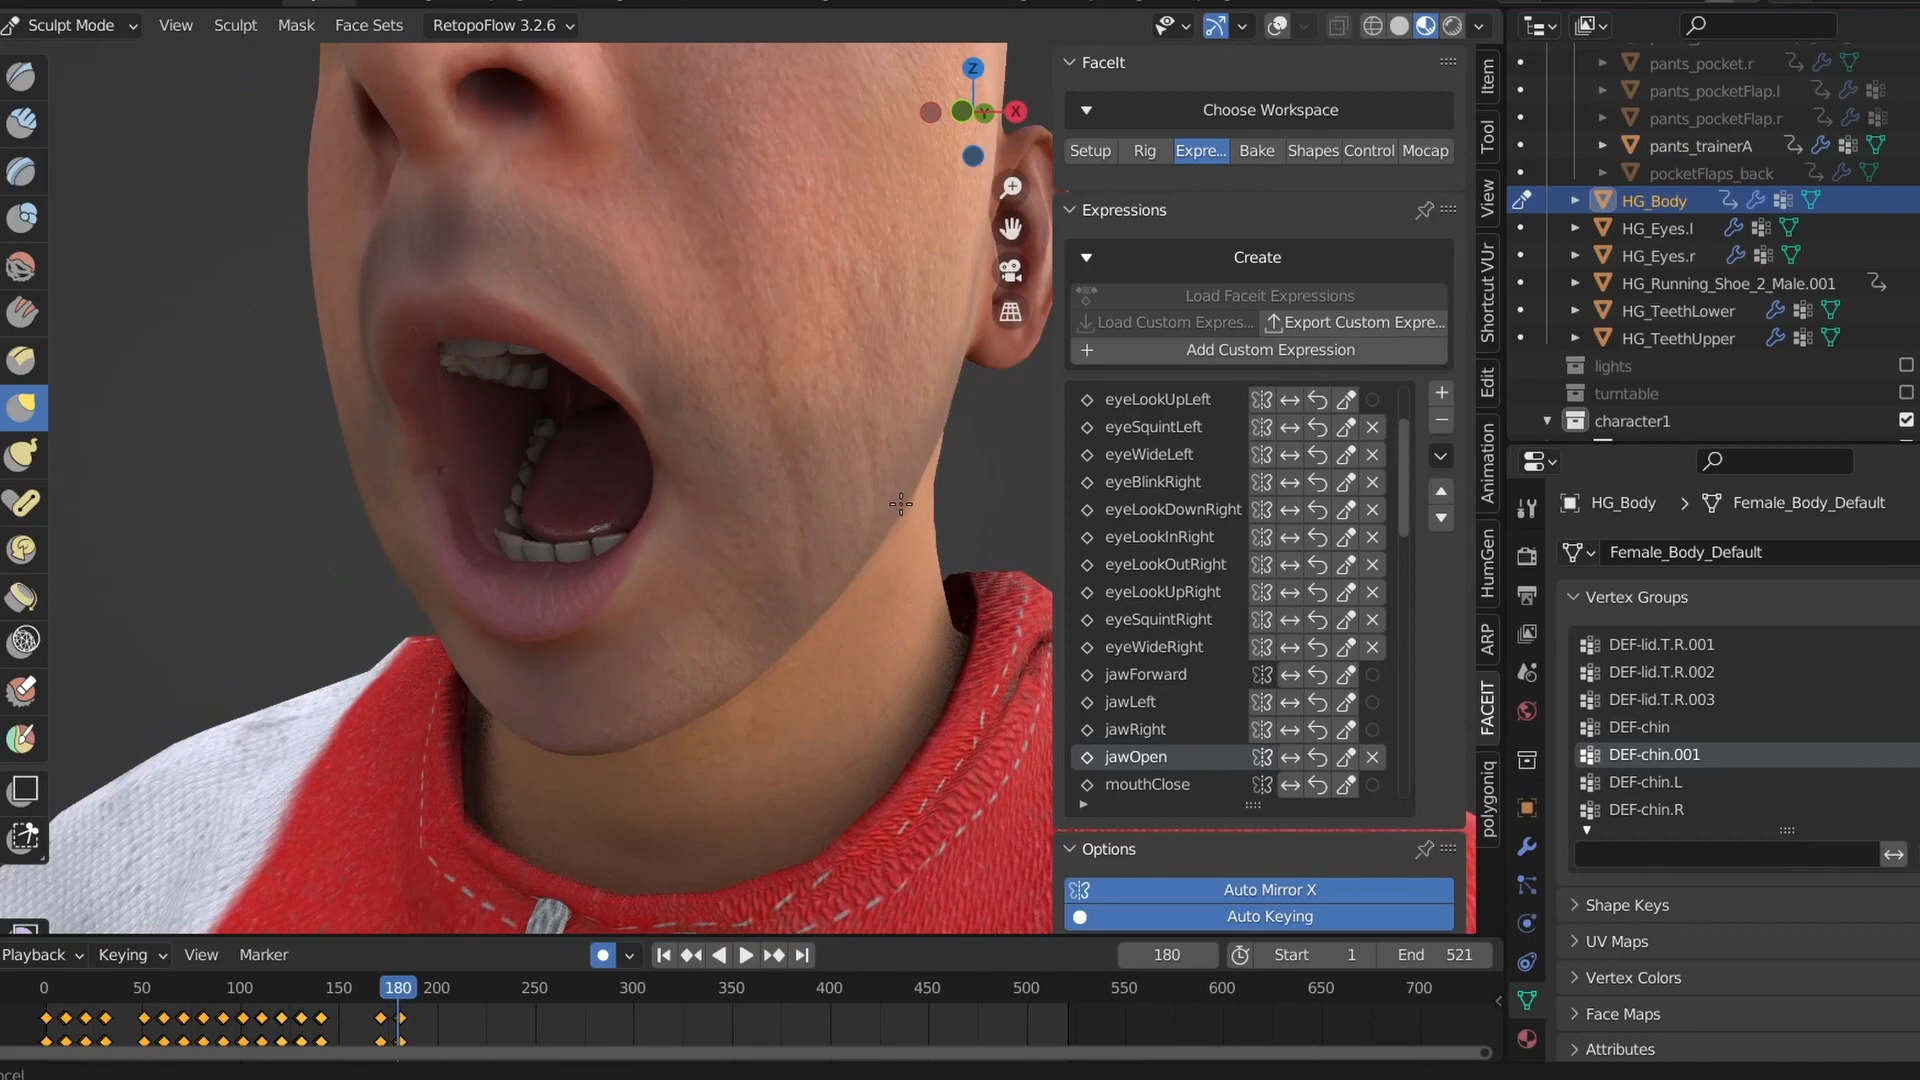 Sculpt Mode View Sculpt Mask Face Sets RetopoFlow 3.2.6
Z
Y X
FaceIt
Choose Workspace
Setup Rig Expre... Bake Shapes Control Mocap
Expressions
Create
Load Faceit Expressions
Load Custom Expres... Export Custom Expre...
Add Custom Expression
eyeLookUpLeft
eyeSquintLeft
eyeWideLeft
eyeBlinkRight
eyeLookDownRight
eyeLookInRight
eyeLookOutRight
eyeLookUpRight
eyeSquintRight
eyeWideRight
jawForward
jawLeft
jawRight
jawOpen
mouthClose
Options
Auto Mirror X
Auto Keying
Item
Tool
View
Shortcut VUr
Edit
Animation
HumGen
ARP
FACEIT
polygoniq
pants_pocket.r
pants_pocketFlap.l
pants_pocketFlap.r
pants_trainerA
pocketFlaps_back
HG_Body
HG_Eyes.l
HG_Eyes.r
HG_Running_Shoe_2_Male.001
HG_TeethLower
HG_TeethUpper
lights
turntable
character1
HG_Body Female_Body_Default
Female_Body_Default
Vertex Groups
DEF-lid.T.R.001
DEF-lid.T.R.002
DEF-lid.T.R.003
DEF-chin
DEF-chin.001
DEF-chin.L
DEF-chin.R
Shape Keys
UV Maps
Vertex Colors
Face Maps
Attributes
Playback Keying View Marker 180 Start 1 End 521
0 50 100 150 180 200 250 300 350 400 450 500 550 600 650 700